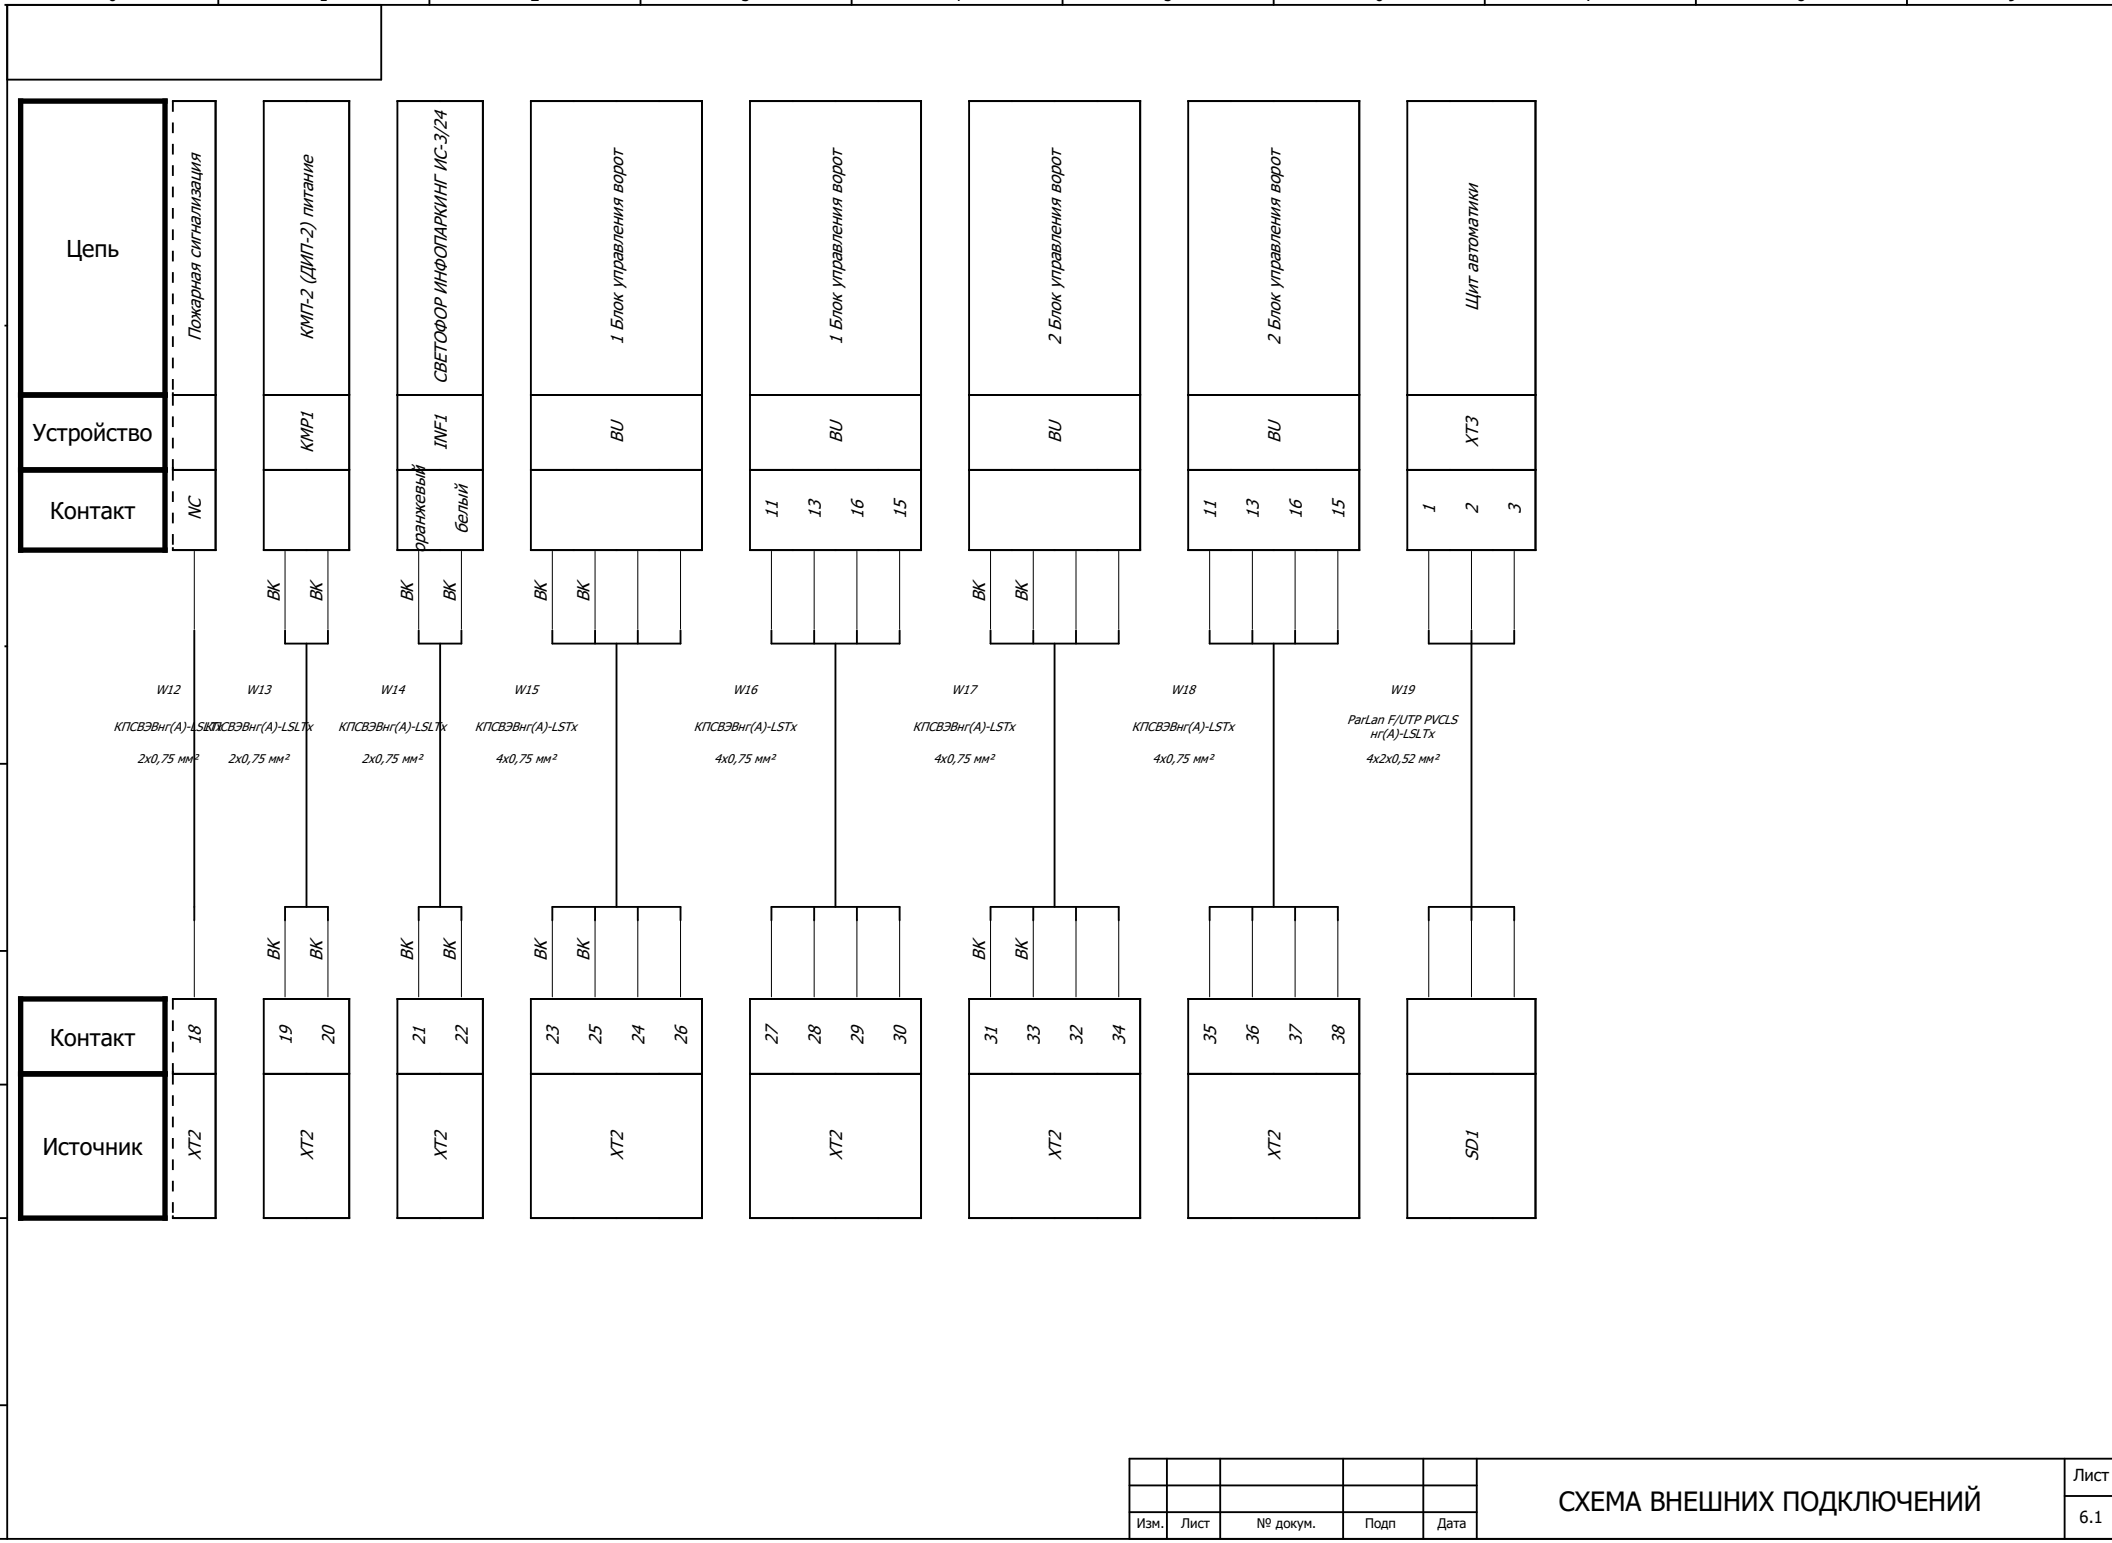 Цепь
Пожарная сигнализация
КМП-2 (ДИП-2) питание
СВЕТОФОР ИНФОПАРКИНГ ИС-3/24
1 Блок управления ворот
1 Блок управления ворот
2 Блок управления ворот
2 Блок управления ворот
Щит автоматики
Устройство
KMP1
INF1
BU
BU
BU
BU
XT3
Контакт
NC
оранжевый
белый
11 13 16 15
11 13 16 15
1 2 3
BK BK
BK BK
BK BK
BK BK
W12
W13
W14
W15
W16
W17
W18
W19
КПСВЭВнг(А)-LSLTx
КПСВЭВнг(А)-LSLTx
КПСВЭВнг(А)-LSLTx
КПСВЭВнг(А)-LSTx
КПСВЭВнг(А)-LSTx
КПСВЭВнг(А)-LSTx
КПСВЭВнг(А)-LSTx
ParLan F/UTP PVCLS
нг(А)-LSLTx
2x0,75 мм²
2x0,75 мм²
2x0,75 мм²
4x0,75 мм²
4x0,75 мм²
4x0,75 мм²
4x0,75 мм²
4x2x0,52 мм²
BK BK
BK BK
BK BK
BK BK
Контакт
18
19 20
21 22
23 25 24 26
27 28 29 30
31 33 32 34
35 36 37 38
Источник
XT2
XT2
XT2
XT2
XT2
XT2
XT2
SD1
Изм.
Лист
№ докум.
Подп
Дата
СХЕМА ВНЕШНИХ ПОДКЛЮЧЕНИЙ
Лист
6.1